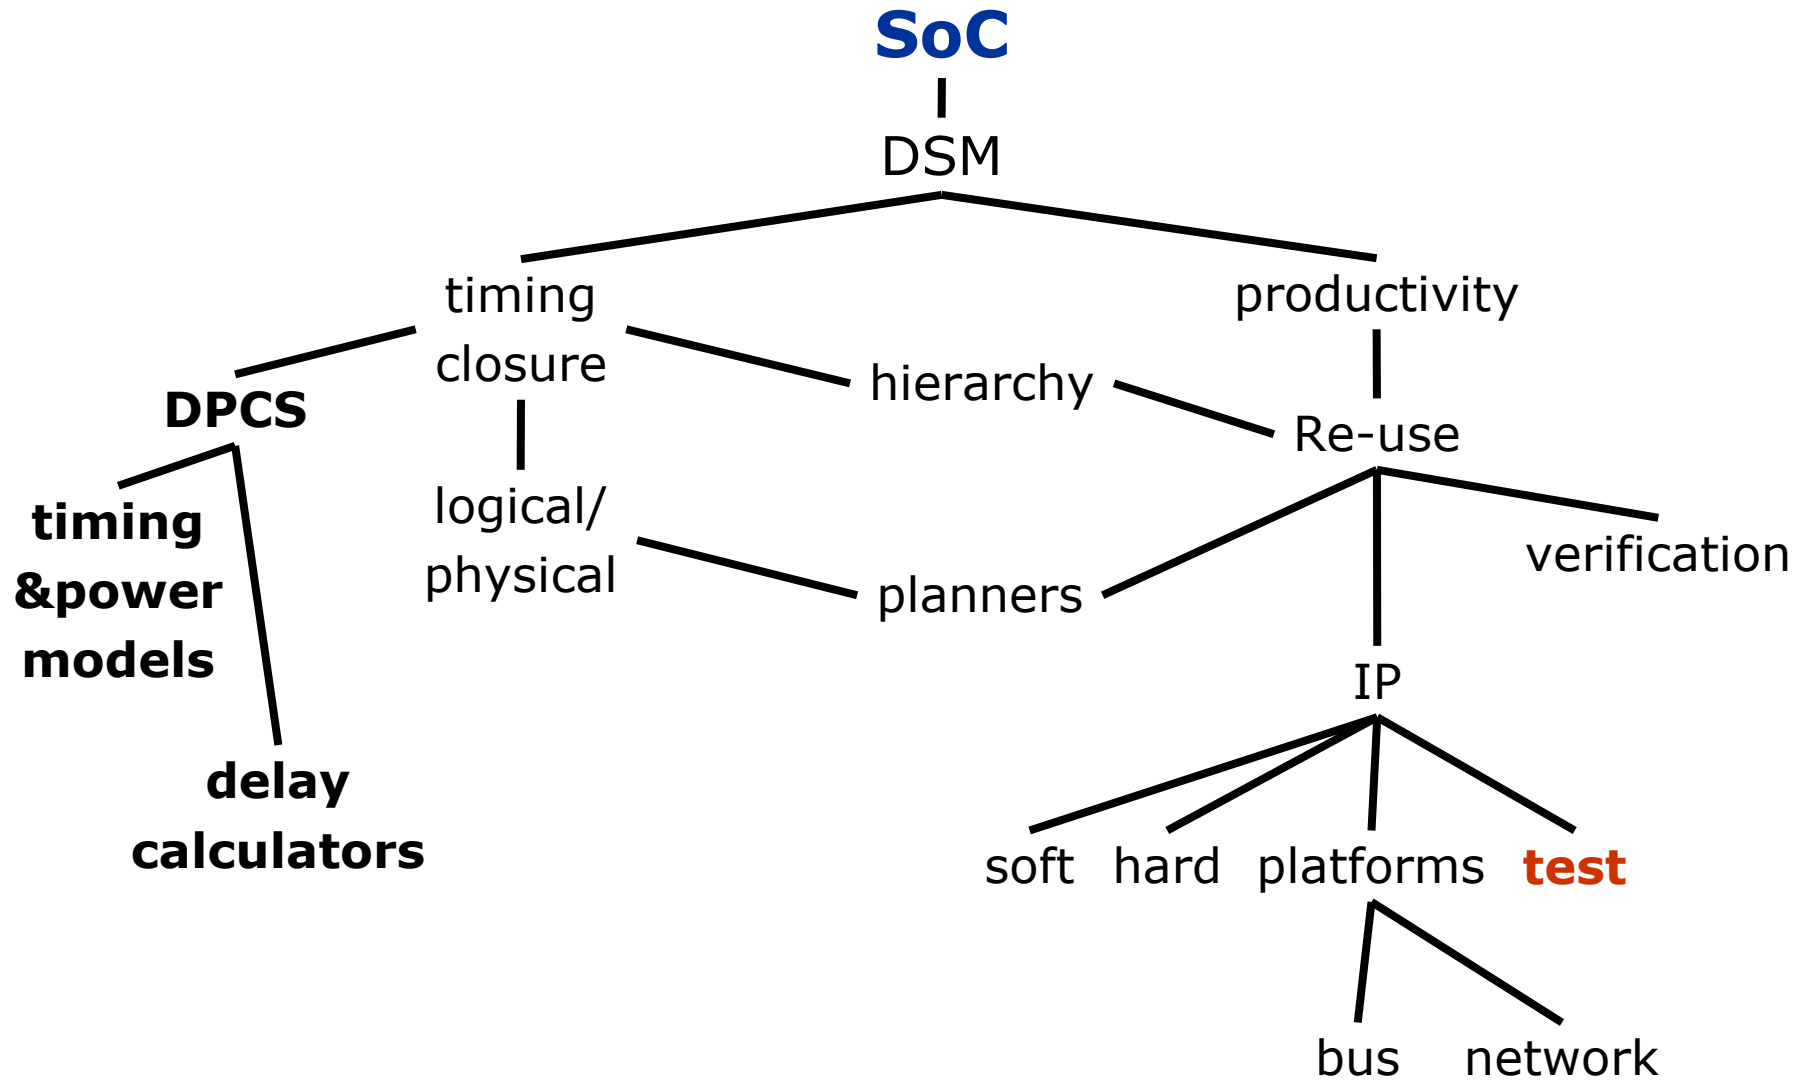 SoC
DSM
timing
closure
productivity
hierarchy
DPCS
Re-use
timing
&power
models
logical/
physical
planners
verification
IP
delay
calculators
soft
hard
platforms
test
bus
network